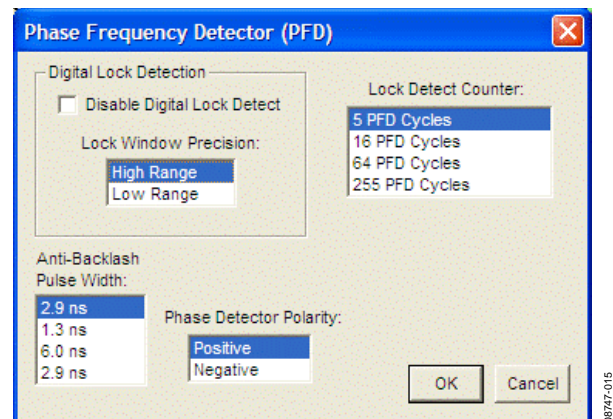 Phase Frequency Detector (PFD)
Digital Lock Detection
Disable Digital Lock Detect
Lock Window Precision:
High Range
Low Range
Lock Detect Counter:
5 PFD Cycles
16 PFD Cycles
64 PFD Cycles
255 PFD Cycles
Anti-Backlash
Pulse Width:
2.9 ns
1.3 ns
6.0 ns
2.9 ns
Phase Detector Polarity:
Positive
Negative
OK
Cancel